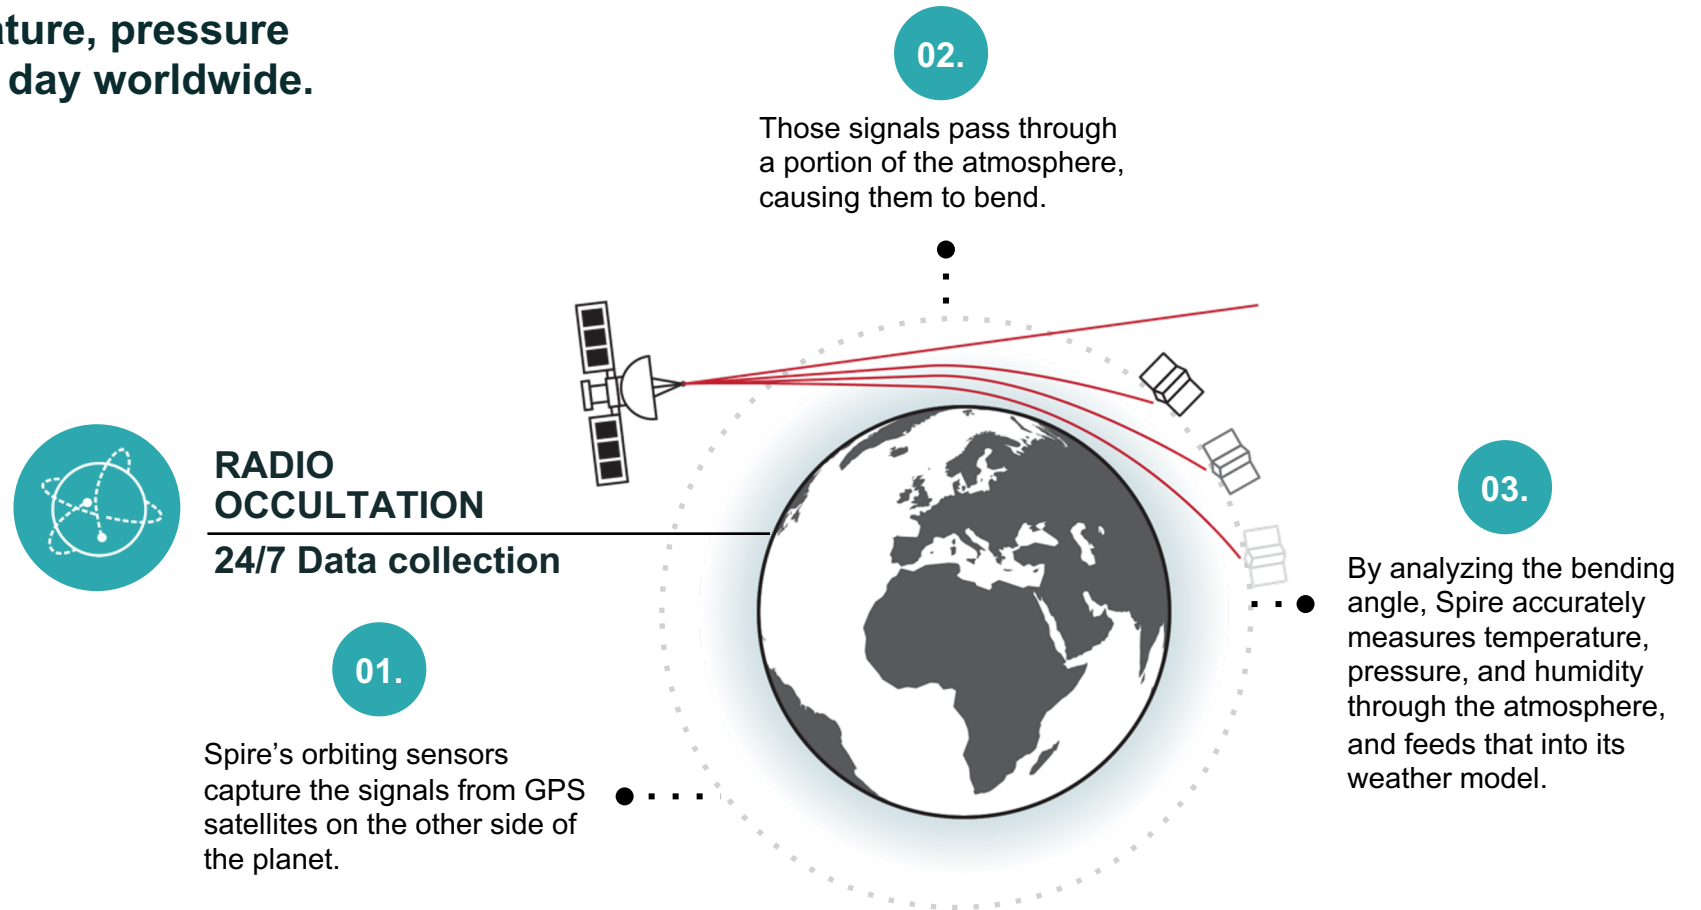 ature, pressure
day worldwide.
02.
Those signals pass through
a portion of the atmosphere,
causing them to bend.
RADIO
OCCULTATION
24/7 Data collection
01.
Spire’s orbiting sensors
capture the signals from GPS
satellites on the other side of
the planet.
03.
By analyzing the bending
angle, Spire accurately
measures temperature,
pressure, and humidity
through the atmosphere,
and feeds that into its
weather model.